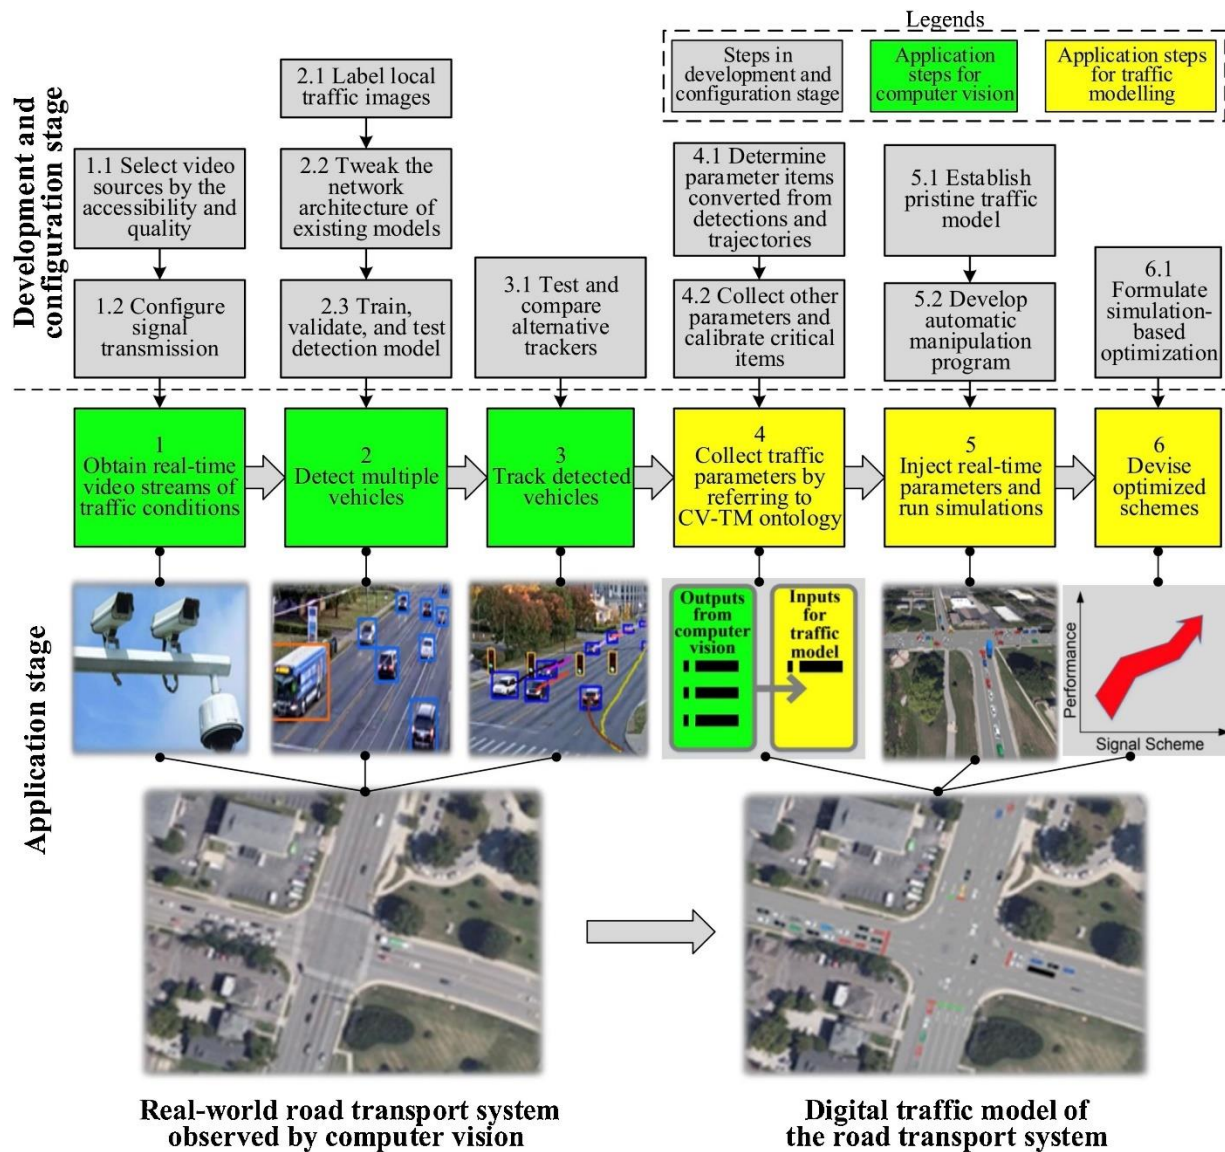 Legends
Steps in
development and
configuration stage
Application
steps for
computer vision
Application steps
for traffic
modelling
Development and
configuration stage
1.1 Select video
sources by the
accessibility and
quality
1.2 Configure
signal
transmission
2.1 Label local
traffic images
2.2 Tweak the
network
architecture of
existing models
2.3 Train,
validate, and test
detection model
3.1 Test and
compare
alternative
trackers
4.1 Determine
parameter items
converted from
detections and
trajectories
4.2 Collect other
parameters and
calibrate critical
items
5.1 Establish
pristine traffic
model
5.2 Develop
automatic
manipulation
program
6.1
Formulate
simulation-
based
optimization
Application stage
1
Obtain real-time
video streams of
traffic conditions
2
Detect multiple
vehicles
3
Track detected
vehicles
4
Collect traffic
parameters by
referring to
CV-TM ontology
5
Inject real-time
parameters and
run simulations
6
Devise
optimized
schemes
Outputs
from
computer
vision
Inputs
for
traffic
model
Performance
Signal Scheme
Real-world road transport system
observed by computer vision
Digital traffic model of
the road transport system